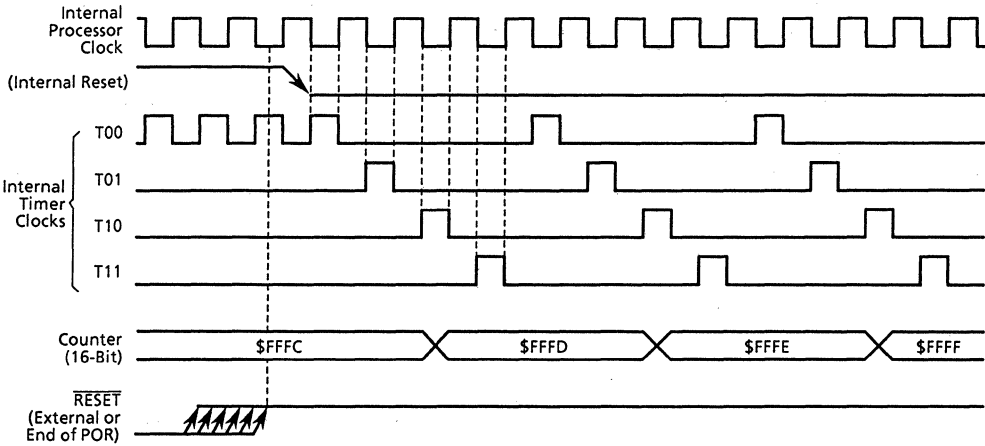 Internal
Processor
Clock
(Internal Reset)
T00
T01
Internal
Timer
Clocks
T10
T11
Counter
(16-Bit)
$FFFC
$FFFD
$FFFE
$FFFF
RESET
(External or
End of POR)